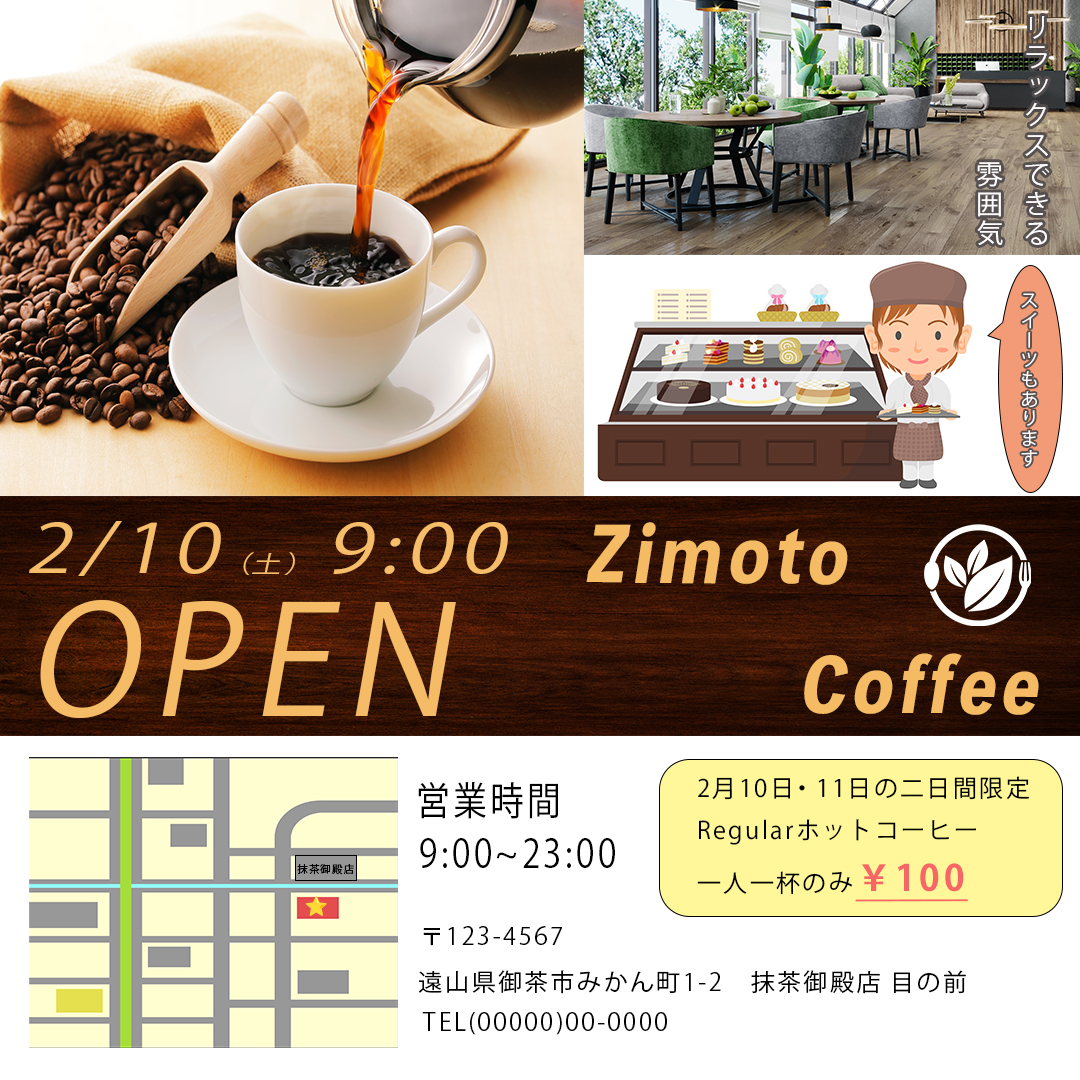 リラックスできる
雰囲気
スイーツもあります
2/10（土） 9:00
OPEN
Zimoto
Coffee
抹茶御殿店
営業時間
9:00~23:00
2月10日・11日の二日間限定
Regularホットコーヒー
一人一杯のみ ￥100
〒123-4567
遠山県御茶市みかん町1-2　抹茶御殿店 目の前
TEL(00000)00-0000